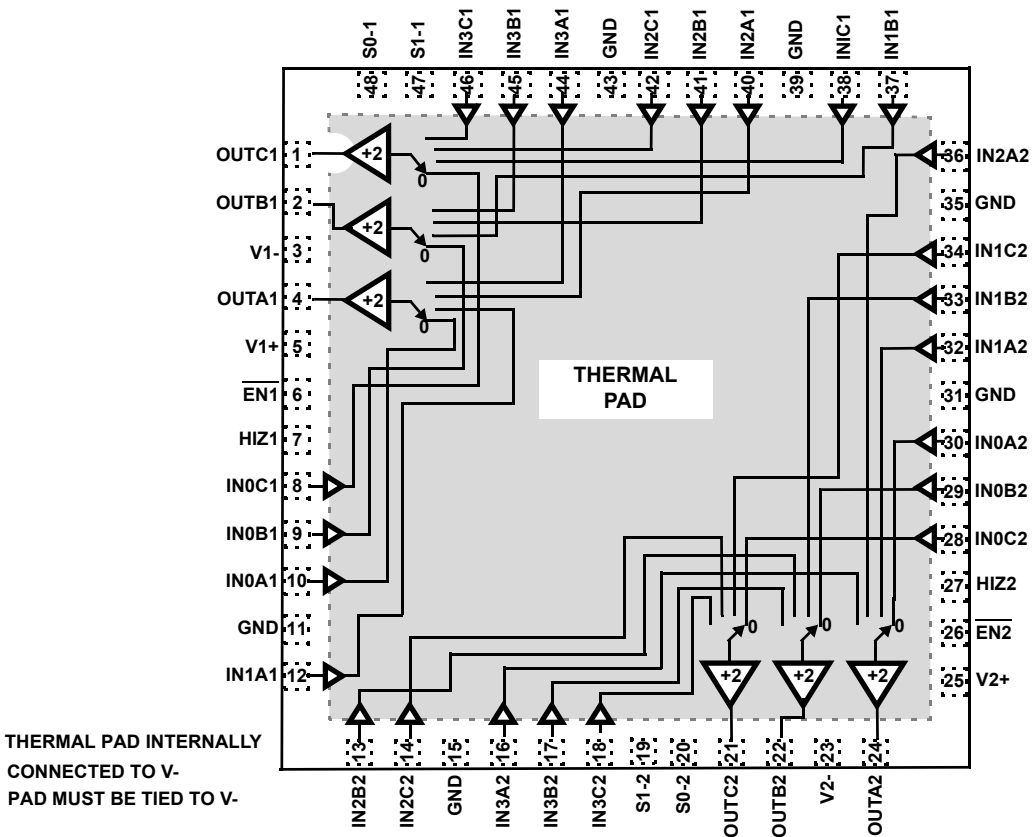 S0-1
S1-1
IN3C1
IN3B1
IN3A1
GND
IN2C1
IN2B1
IN2A1
GND
INIC1
IN1B1
48
47
46
45
44
43
42
41
40
39
38
37
OUTC1 1
OUTB1 2
V1- 3
OUTA1 4
V1+ 5
EN1 6
HIZ1 7
IN0C1 8
IN0B1 9
IN0A1 10
GND 11
IN1A1 12
+2
0
+2
0
+2
0
THERMAL
PAD
36 IN2A2
35 GND
34 IN1C2
33 IN1B2
32 IN1A2
31 GND
30 IN0A2
29 IN0B2
28 IN0C2
27 HIZ2
26 EN2
25 V2+
0
0
0
+2
+2
+2
13
14
15
16
17
18
19
20
21
22
23
24
IN2B2
IN2C2
GND
IN3A2
IN3B2
IN3C2
S1-2
S0-2
OUTC2
OUTB2
V2-
OUTA2
THERMAL PAD INTERNALLY
CONNECTED TO V-
PAD MUST BE TIED TO V-